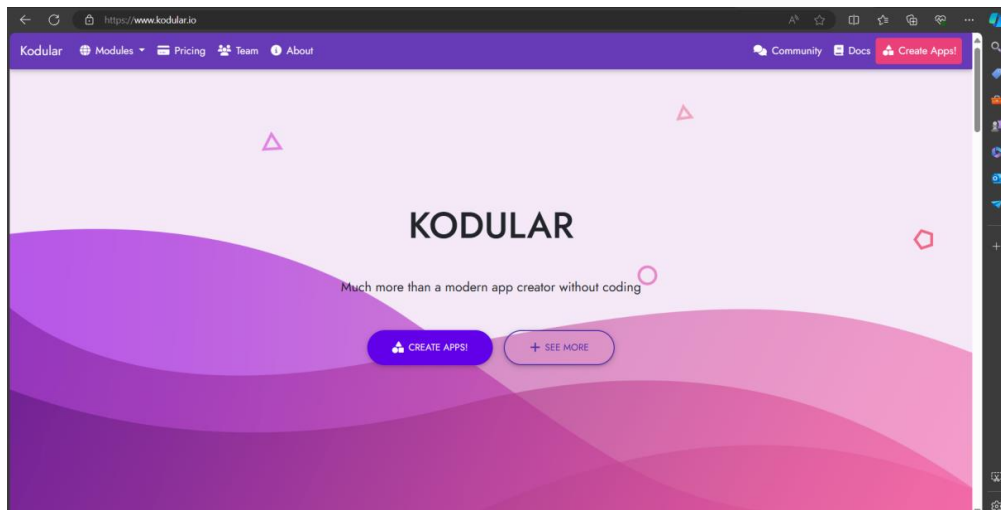 https://www.kodular.io
Kodular Modules Pricing Team About Community Docs Create Apps!
KODULAR
Much more than a modern app creator without coding
CREATE APPS! SEE MORE